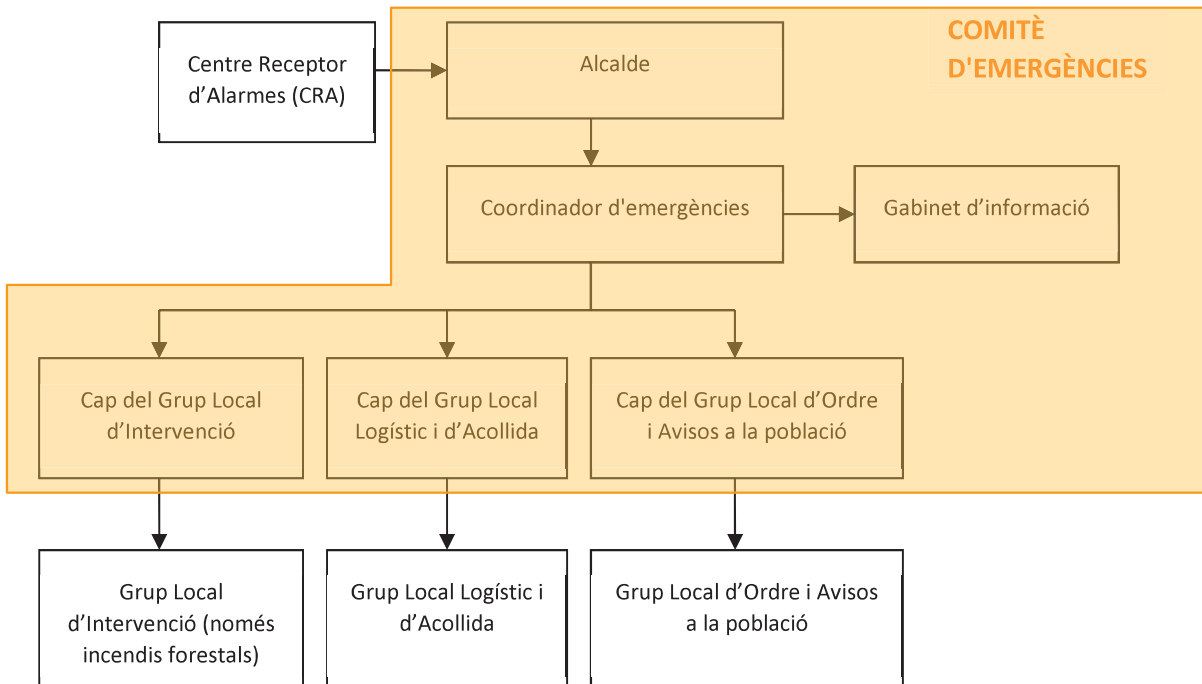 COMITÈ
D'EMERGÈNCIES
Centre Receptor
d’Alarmes (CRA)
Alcalde
Coordinador d'emergències
Gabinet d’informació
Cap del Grup Local
d’Intervenció
Cap del Grup Local
Logístic i d’Acollida
Cap del Grup Local d’Ordre
i Avisos a la població
Grup Local
d’Intervenció (només
incendis forestals)
Grup Local Logístic i
d’Acollida
Grup Local d’Ordre i Avisos
a la població